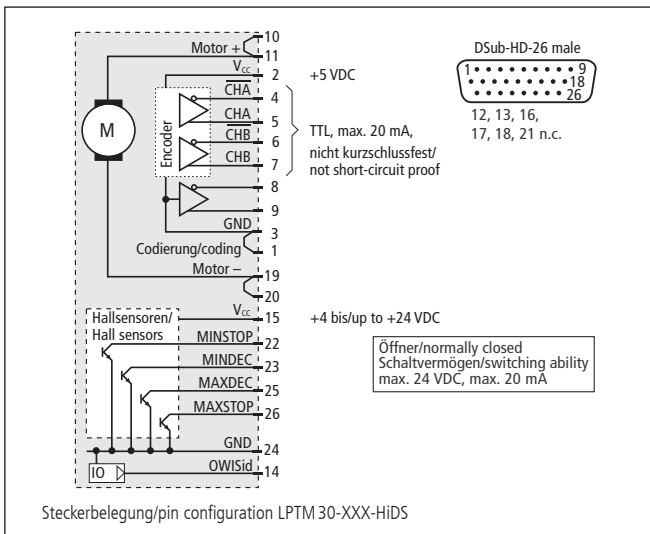 10
Motor + 11
V_CC 2 +5 VDC
C̅H̅A̅ 4
CHA 5
C̅H̅B̅ 6
CHB 7
TTL, max. 20 mA,
nicht kurzschlussfest/
not short-circuit proof
Encoder
M
8
9
GND 3
Codierung/coding 1
Motor – 19
20
DSub-HD-26 male
1 9
18
26
12, 13, 16,
17, 18, 21 n.c.
Hallsensoren/
Hall sensors
V_CC 15 +4 bis/up to +24 VDC
MINSTOP 22
MINDEC 23
MAXDEC 25
MAXSTOP 26
GND 24
OWISid 14
IO
Öffner/normally closed
Schaltvermögen/switching ability
max. 24 VDC, max. 20 mA
Steckerbelegung/pin configuration LPTM 30-XXX-HiDS